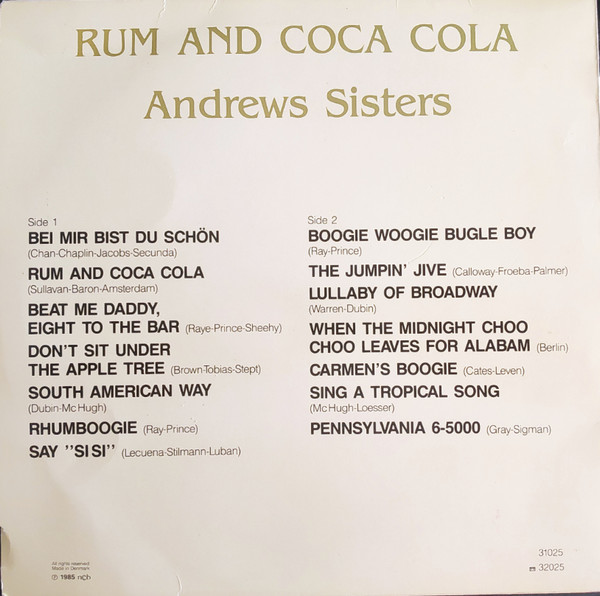 RUM AND COCA COLA
Andrews Sisters
Side 1
BEI MIR BIST DU SCHÖN
(Chan-Chaplin-Jacobs-Secunda)
RUM AND COCA COLA
(Sullavan-Baron-Amsterdam)
BEAT ME DADDY,
EIGHT TO THE BAR (Raye-Prince-Sheehy)
DON'T SIT UNDER
THE APPLE TREE (Brown-Tobias-Stept)
SOUTH AMERICAN WAY
(Dubin-Mc Hugh)
RHUMBOOGIE (Ray-Prince)
SAY "SI SI" (Lecuena-Stilmann-Luban)
Side 2
BOOGIE WOOGIE BUGLE BOY
(Ray-Prince)
THE JUMPIN' JIVE (Calloway-Froeba-Palmer)
LULLABY OF BROADWAY
(Warren-Dubin)
WHEN THE MIDNIGHT CHOO
CHOO LEAVES FOR ALABAM (Berlin)
CARMEN'S BOOGIE (Cates-Leven)
SING A TROPICAL SONG
(Mc Hugh-Loesser)
PENNSYLVANIA 6-5000 (Gray-Sigman)
All rights reserved
Made in Denmark
℗ 1985 ncb
31025
32025